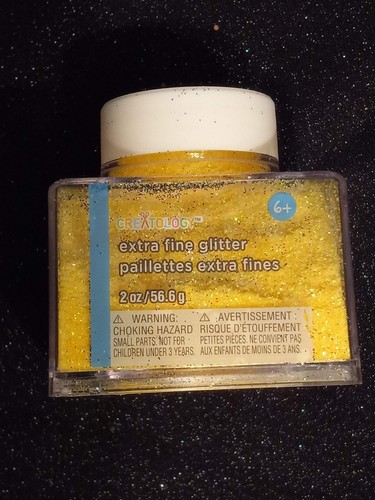 CREATOLOGY™
6+
extra fine glitter
paillettes extra fines
2 oz/56.6 g
⚠ WARNING:
CHOKING HAZARD
SMALL PARTS. NOT FOR
CHILDREN UNDER 3 YEARS.
⚠ AVERTISSEMENT :
RISQUE D'ÉTOUFFEMENT
PETITES PIÈCES. NE CONVIENT PAS
AUX ENFANTS DE MOINS DE 3 ANS.